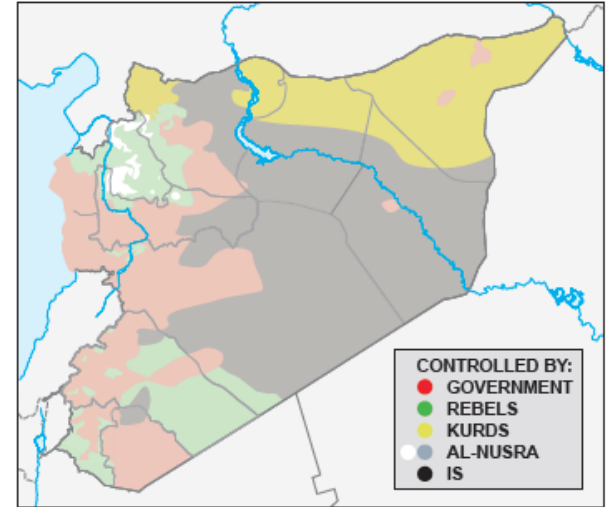 CONTROLLED BY:
GOVERNMENT
REBELS
KURDS
AL-NUSRA
IS